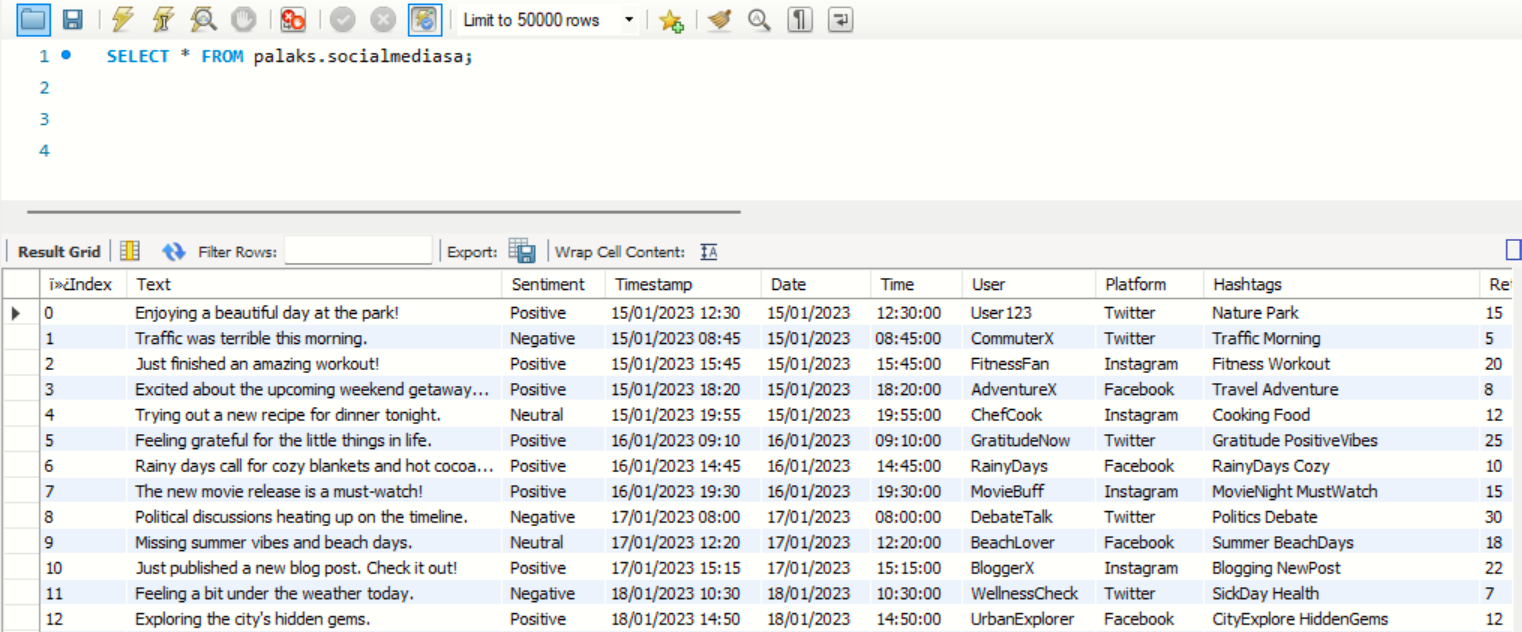 Limit to 50000 rows
1 SELECT * FROM palaks.socialmediasa;
2
3
4
Result Grid Filter Rows: Export: Wrap Cell Content:
Index Text Sentiment Timestamp Date Time User Platform Hashtags
0 Enjoying a beautiful day at the park! Positive 15/01/2023 12:30 15/01/2023 12:30:00 User123 Twitter Nature Park 15
1 Traffic was terrible this morning. Negative 15/01/2023 08:45 15/01/2023 08:45:00 CommuterX Twitter Traffic Morning 5
2 Just finished an amazing workout! Positive 15/01/2023 15:45 15/01/2023 15:45:00 FitnessFan Instagram Fitness Workout 20
3 Excited about the upcoming weekend getaway... Positive 15/01/2023 18:20 15/01/2023 18:20:00 AdventureX Facebook Travel Adventure 8
4 Trying out a new recipe for dinner tonight. Neutral 15/01/2023 19:55 15/01/2023 19:55:00 ChefCook Instagram Cooking Food 12
5 Feeling grateful for the little things in life. Positive 16/01/2023 09:10 16/01/2023 09:10:00 GratitudeNow Twitter Gratitude PositiveVibes 25
6 Rainy days call for cozy blankets and hot cocoa... Positive 16/01/2023 14:45 16/01/2023 14:45:00 RainyDays Facebook RainyDays Cozy 10
7 The new movie release is a must-watch! Positive 16/01/2023 19:30 16/01/2023 19:30:00 MovieBuff Instagram MovieNight MustWatch 15
8 Political discussions heating up on the timeline. Negative 17/01/2023 08:00 17/01/2023 08:00:00 DebateTalk Twitter Politics Debate 30
9 Missing summer vibes and beach days. Neutral 17/01/2023 12:20 17/01/2023 12:20:00 BeachLover Facebook Summer BeachDays 18
10 Just published a new blog post. Check it out! Positive 17/01/2023 15:15 17/01/2023 15:15:00 BloggerX Instagram Blogging NewPost 22
11 Feeling a bit under the weather today. Negative 18/01/2023 10:30 18/01/2023 10:30:00 WellnessCheck Twitter SickDay Health 7
12 Exploring the city's hidden gems. Positive 18/01/2023 14:50 18/01/2023 14:50:00 UrbanExplorer Facebook CityExplore HiddenGems 12